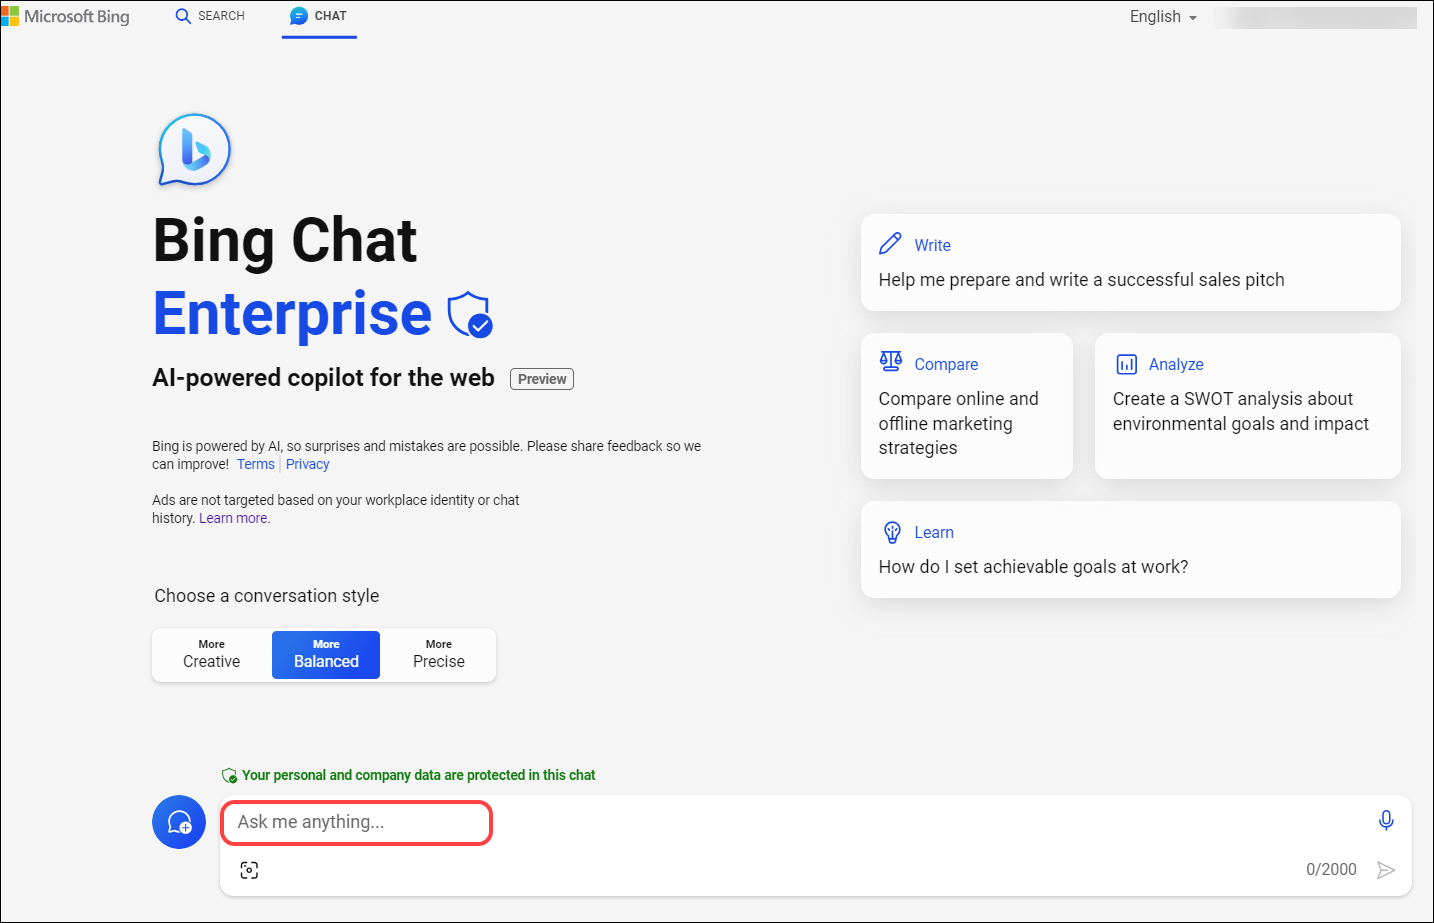 Microsoft Bing
SEARCH
CHAT
English
Bing Chat
Enterprise
AI-powered copilot for the web
Preview
Bing is powered by AI, so surprises and mistakes are possible. Please share feedback so we
can improve! Terms Privacy
Ads are not targeted based on your workplace identity or chat
history. Learn more.
Choose a conversation style
More
Creative
More
Balanced
More
Precise
Write
Help me prepare and write a successful sales pitch
Compare
Compare online and
offline marketing
strategies
Analyze
Create a SWOT analysis about
environmental goals and impact
Learn
How do I set achievable goals at work?
Your personal and company data are protected in this chat
Ask me anything...
0/2000